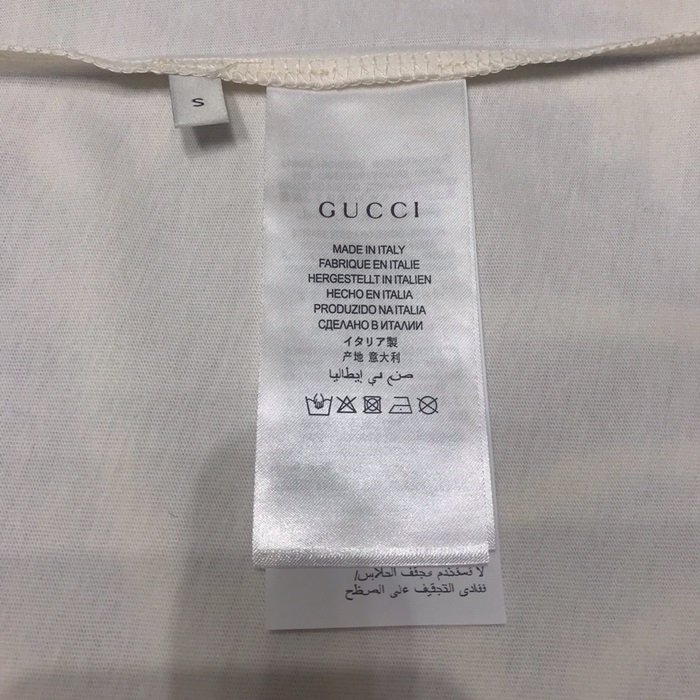 S
GUCCI
MADE IN ITALY
FABRIQUE EN ITALIE
HERGESTELLT IN ITALIEN
HECHO EN ITALIA
PRODUZIDO NA ITALIA
СДЕЛАНО В ИТАЛИИ
イタリア製
产地 意大利
صنع في إيطاليا
لا تستخدم مجفف الملابس/
تفادى التجفيف على السطح